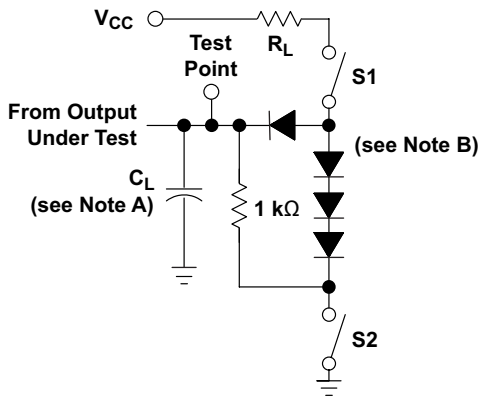 VCC
RL
S1
Test
Point
From Output
Under Test
(see Note B)
CL
(see Note A)
1 kΩ
S2